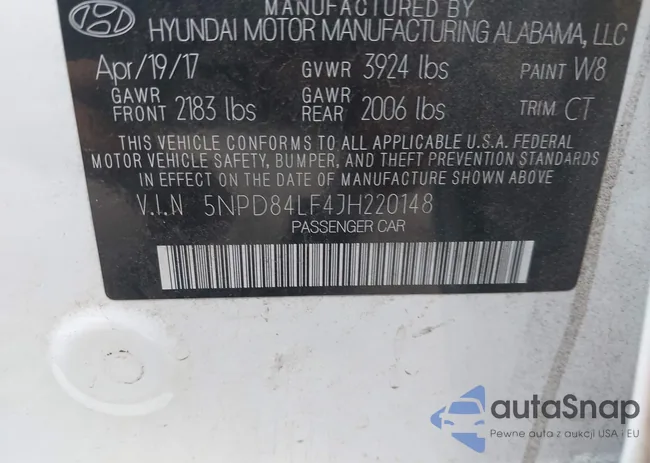 MANUFACTURED BY
HYUNDAI MOTOR MANUFACTURING ALABAMA, LLC
Apr/19/17 GVWR 3924 lbs PAINT W8
GAWR FRONT 2183 lbs GAWR REAR 2006 lbs TRIM CT
THIS VEHICLE CONFORMS TO ALL APPLICABLE U.S.A. FEDERAL
MOTOR VEHICLE SAFETY, BUMPER, AND THEFT PREVENTION STANDARDS
IN EFFECT ON THE DATE OF MANUFACTURE SHOWN ABOVE.
V.I.N 5NPD84LF4JH220148
PASSENGER CAR
autaSnap
Pewne auta z aukcji USA i EU